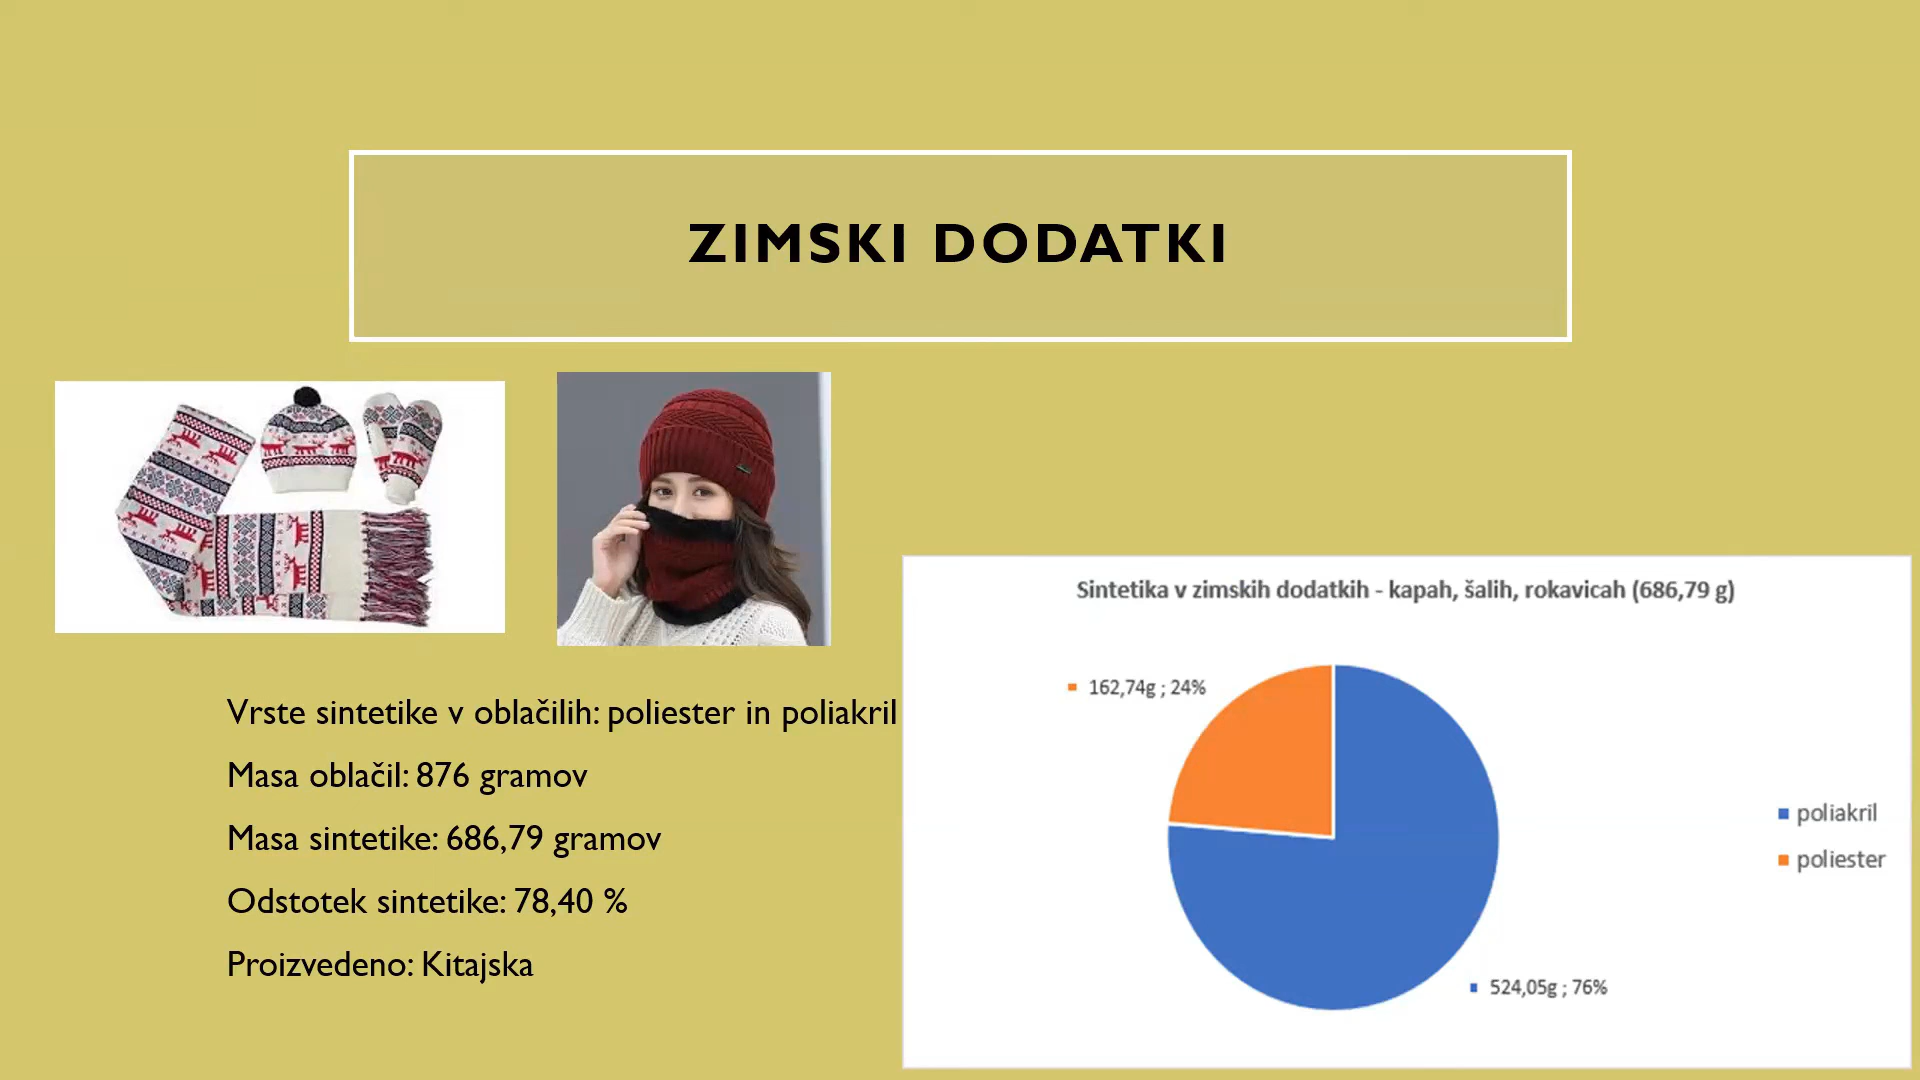 ZIMSKI DODATKI
Vrste sintetike v oblačilih: poliester in poliakril
Masa oblačil: 876 gramov
Masa sintetike: 686,79 gramov
Odstotek sintetike: 78,40 %
Proizvedeno: Kitajska
Sintetika v zimskih dodatkih - kapah, šalih, rokavicah (686,79 g)
162,74g ; 24%
poliakril
poliester
524,05g ; 76%